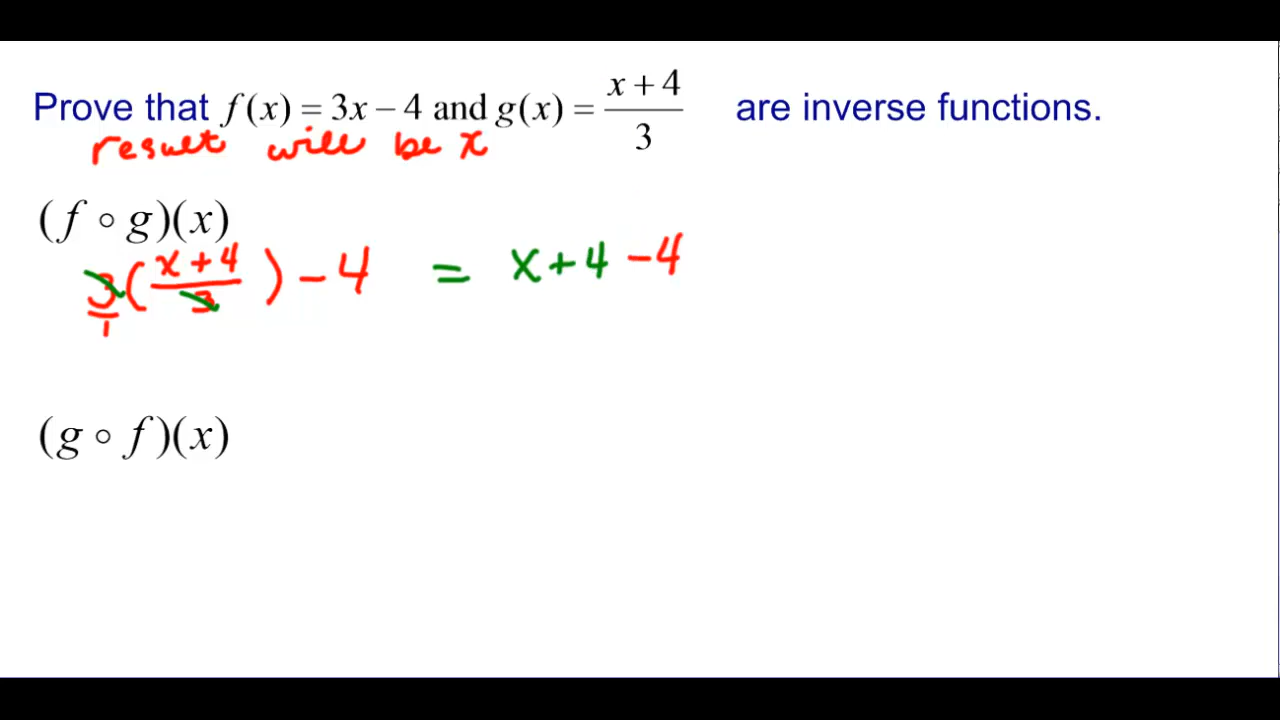 Prove that f(x) = 3x − 4 and g(x) = (x + 4)/3 are inverse functions.
result will be x
(f ∘ g)(x)
3/1 ((x+4)/3) − 4 = x+4 −4
(g ∘ f)(x)